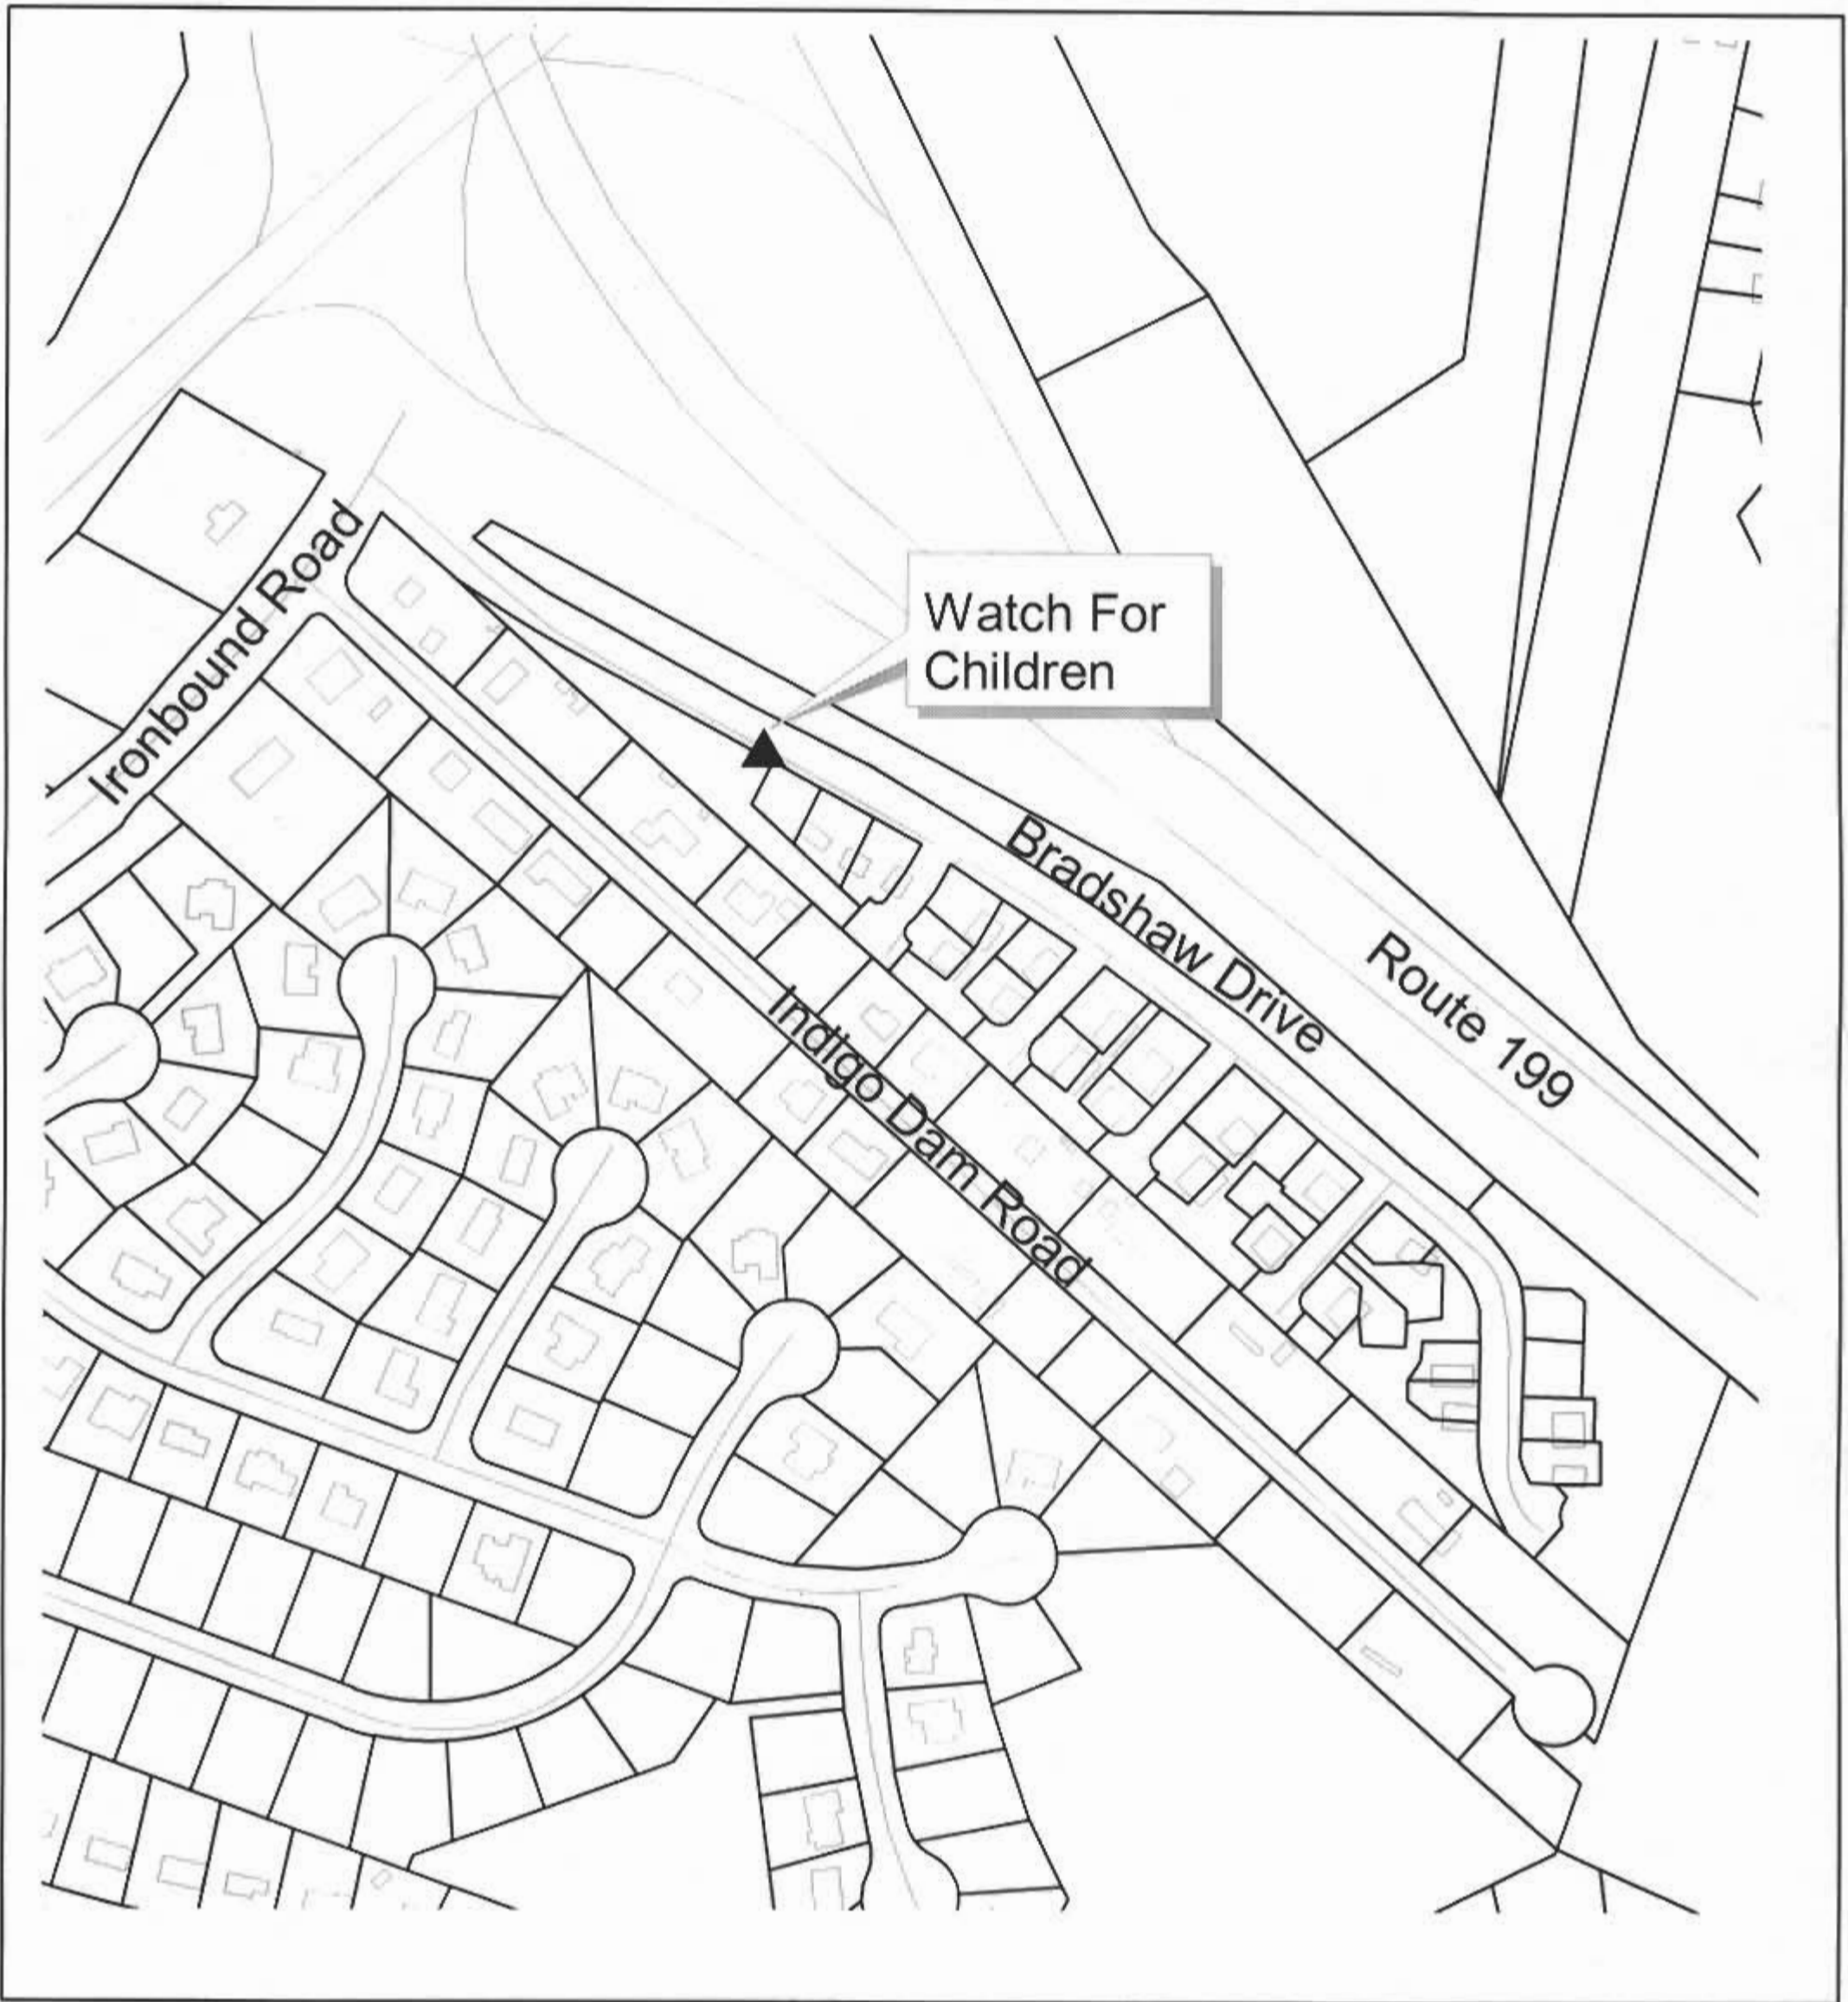 Ironbound Road
Watch For
Children
Bradshaw Drive
Route 199
Indigo Dam Road